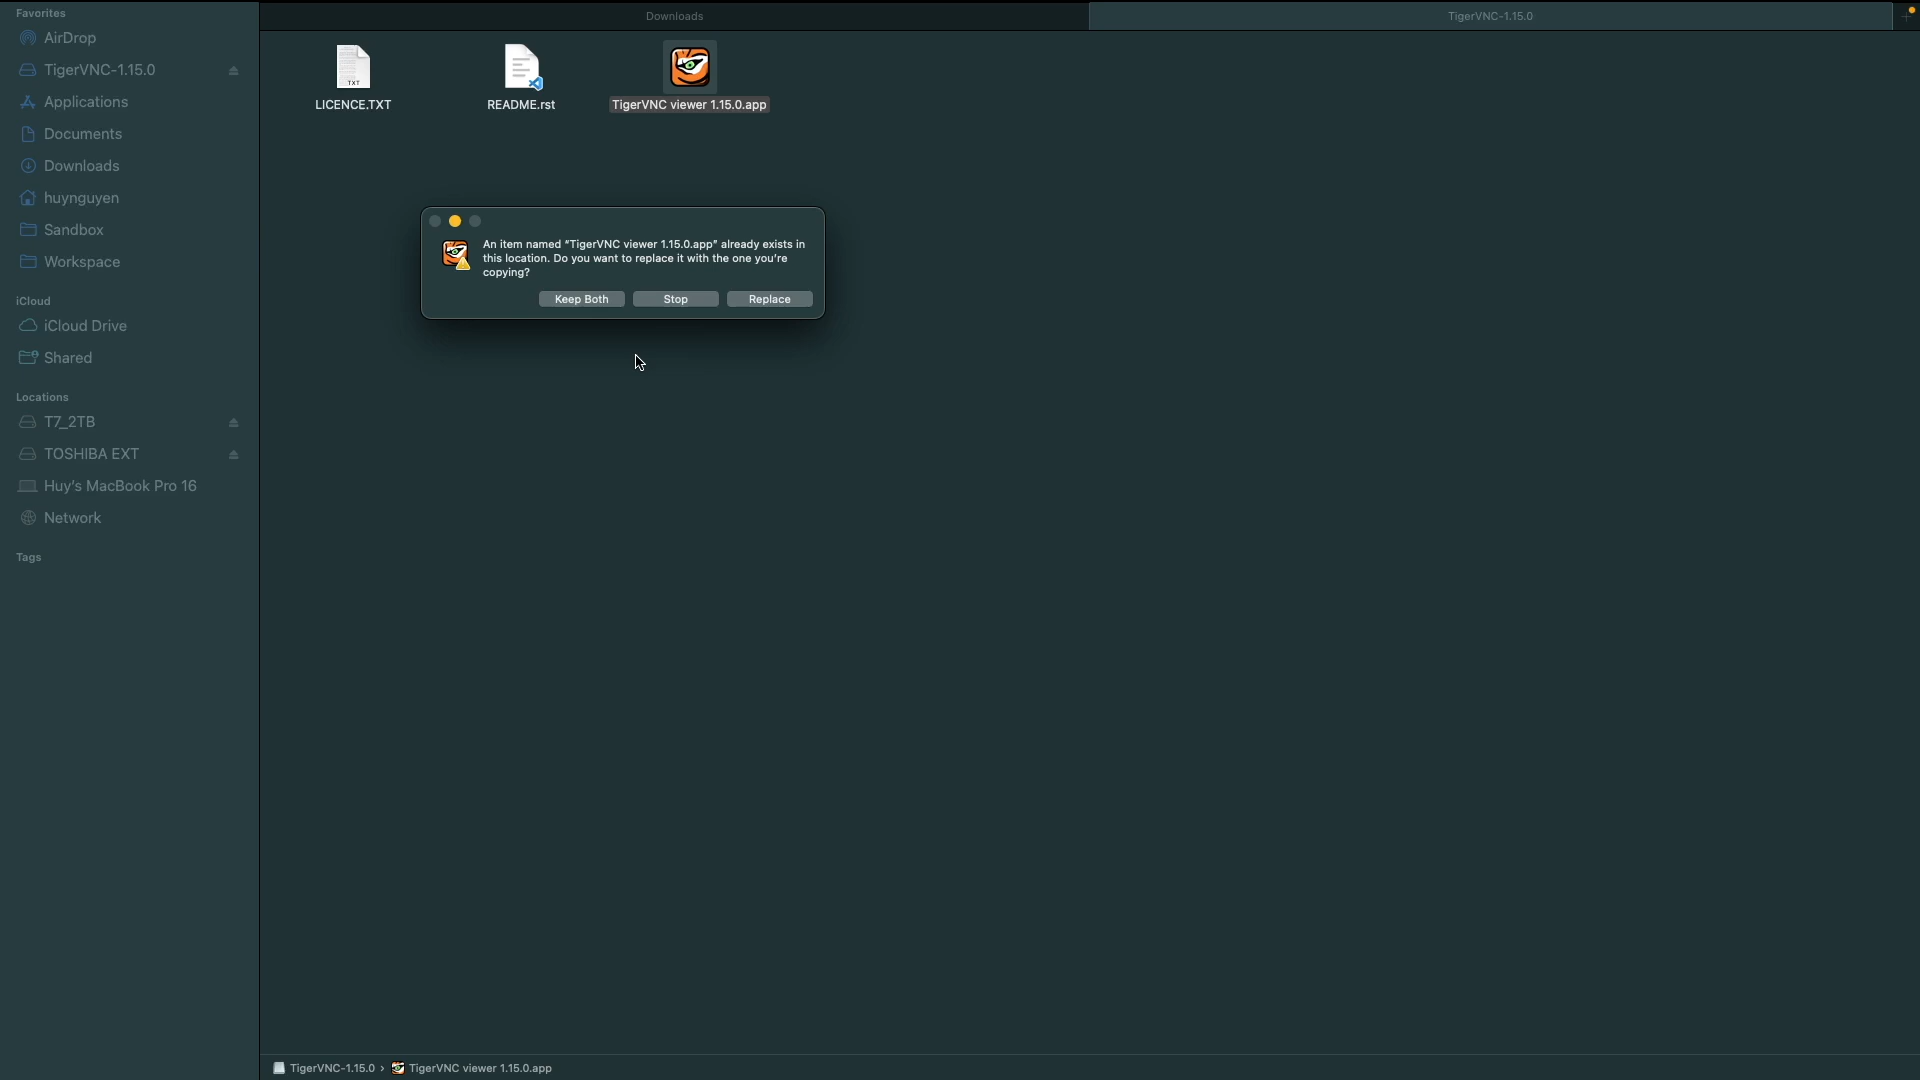 Favorites
AirDrop
TigerVNC-1.15.0
Applications
Documents
Downloads
huynguyen
Sandbox
Workspace
iCloud
iCloud Drive
Shared
Locations
T7_2TB
TOSHIBA EXT
Huy's MacBook Pro 16
Network
Tags
Downloads
TigerVNC-1.15.0
TXT
LICENCE.TXT
README.rst
TigerVNC viewer 1.15.0.app
An item named “TigerVNC viewer 1.15.0.app” already exists in
this location. Do you want to replace it with the one you’re
copying?
Keep Both
Stop
Replace
TigerVNC-1.15.0 › TigerVNC viewer 1.15.0.app